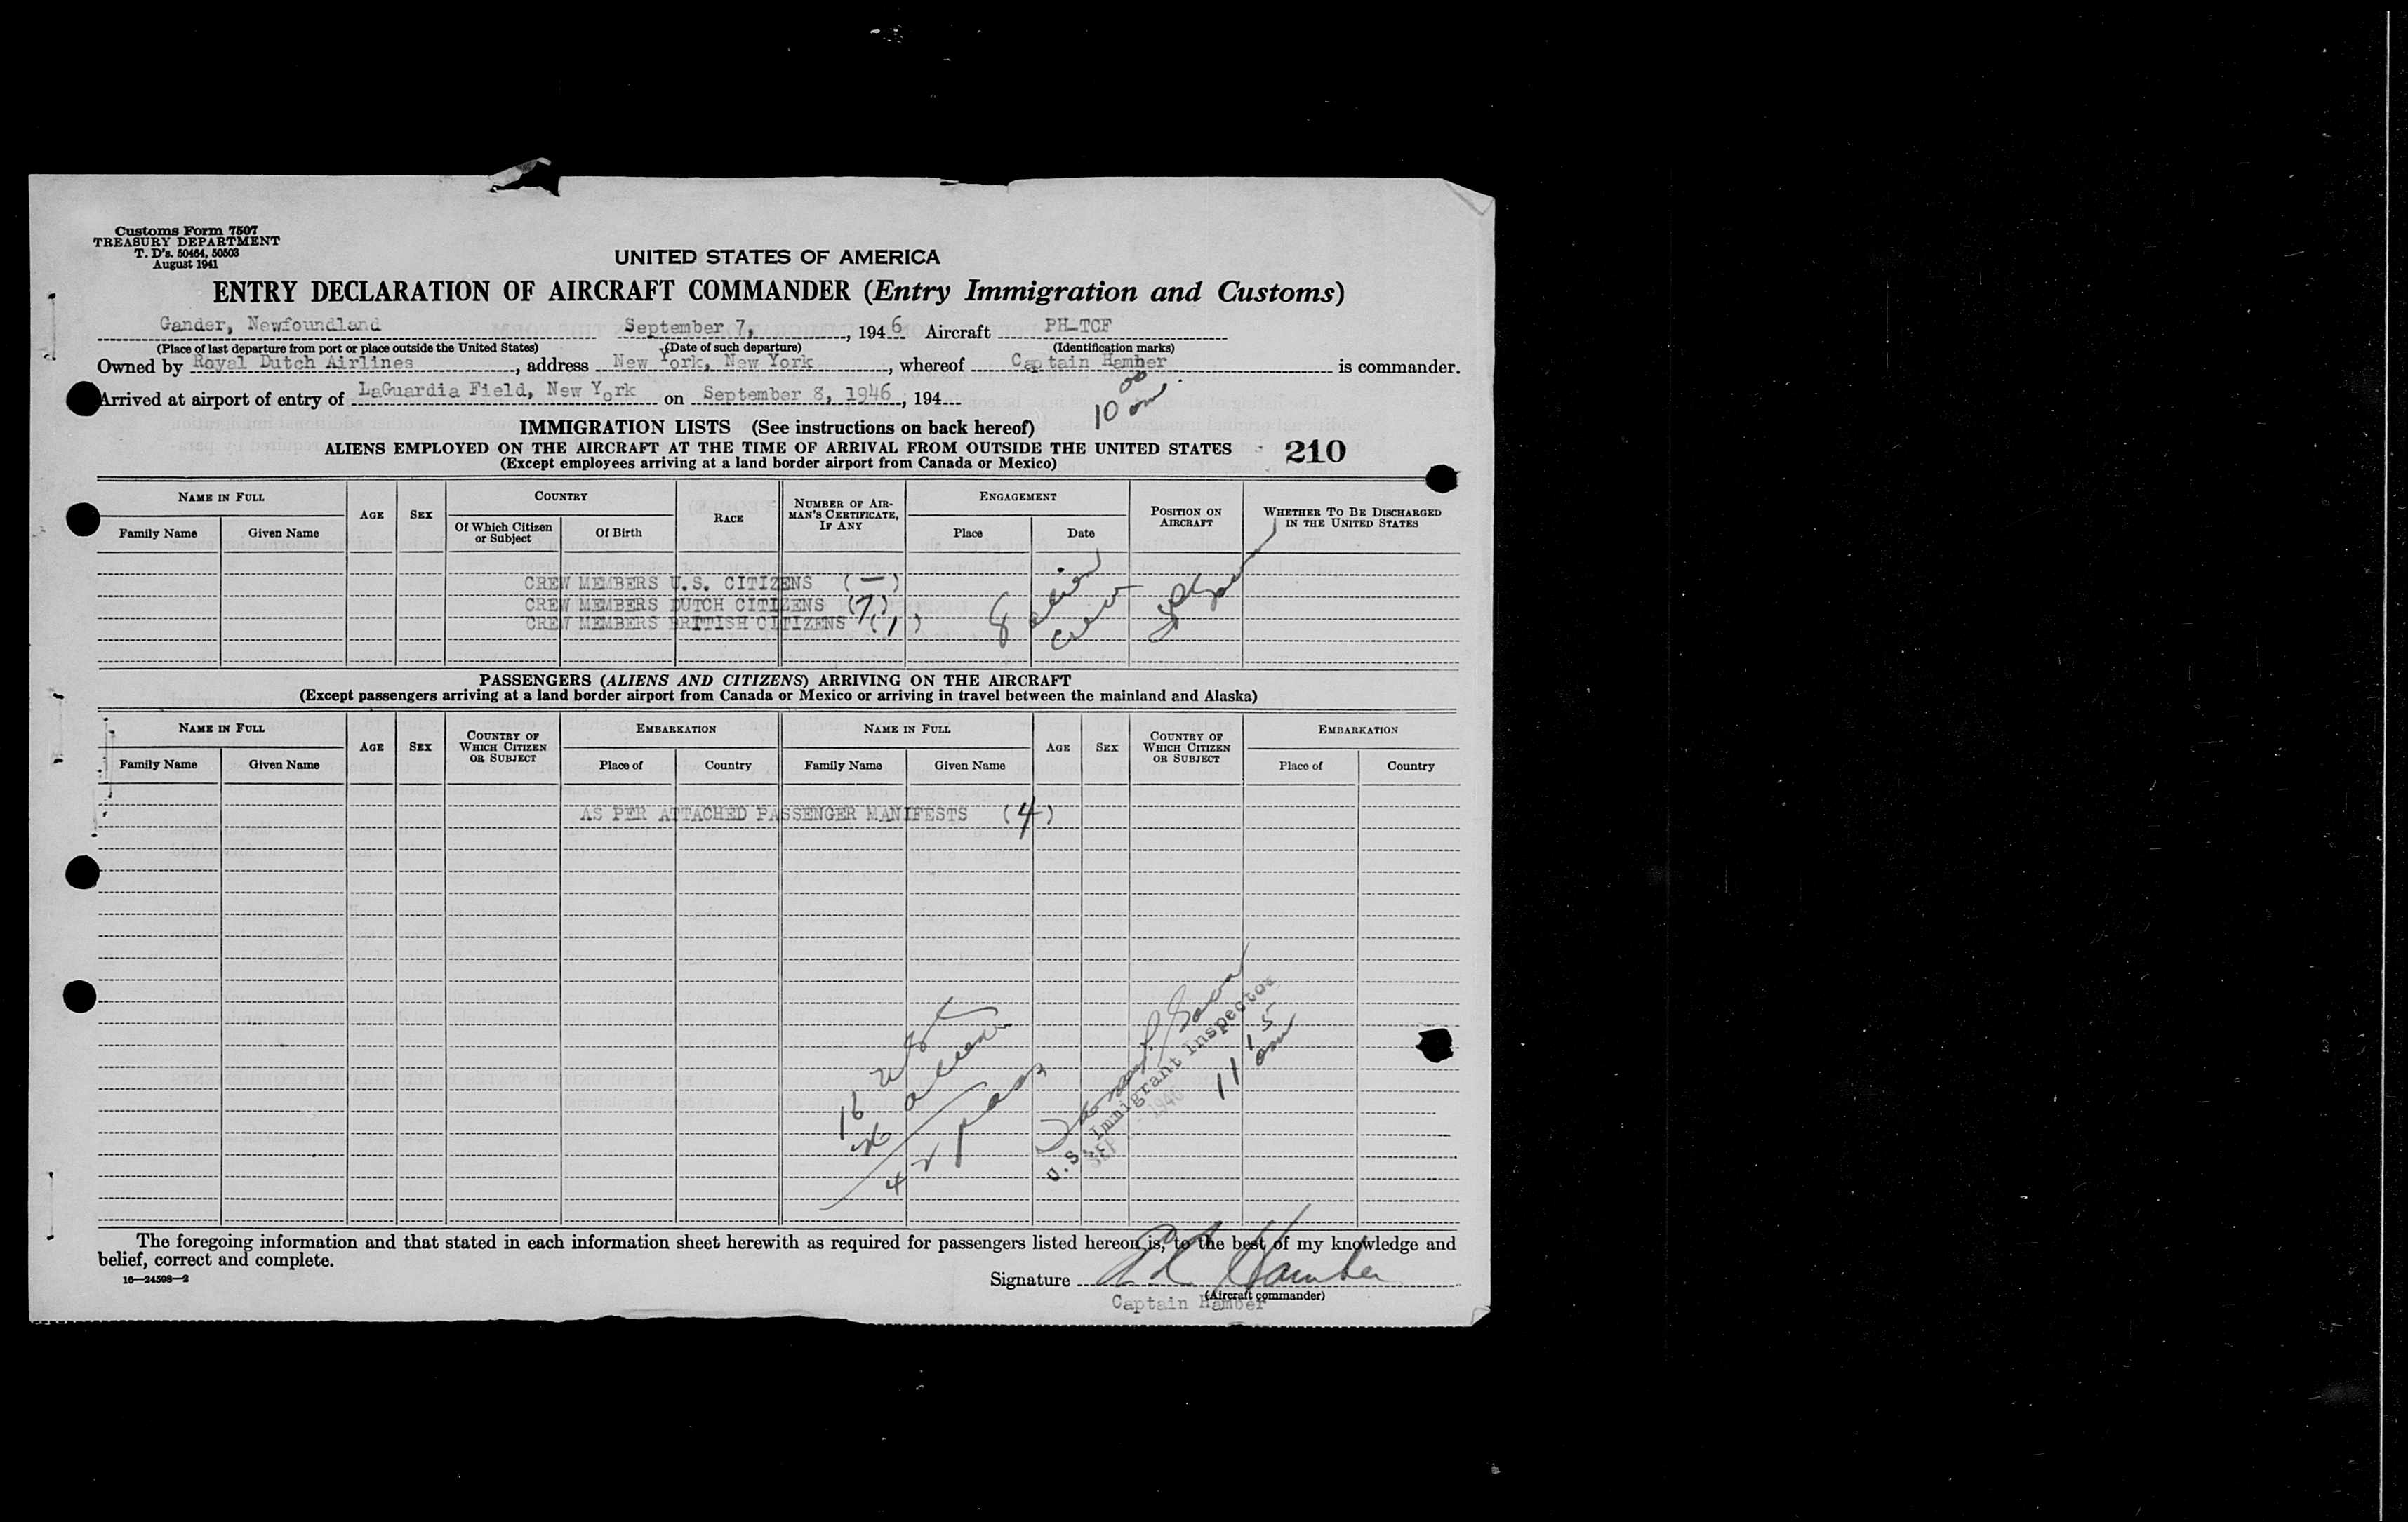 Customs Form 7507
TREASURY DEPARTMENT
T. D's. 50464, 50503
August 1941
UNITED STATES OF AMERICA
ENTRY DECLARATION OF AIRCRAFT COMMANDER (Entry Immigration and Customs)
Gander, Newfoundland September 7, , 194 6 Aircraft PH-TCF
(Place of last departure from port or place outside the United States) (Date of such departure) (Identification marks)
Owned by Royal Dutch Airlines , address New York, New York , whereof Captain Hamber is commander.
Arrived at airport of entry of LaGuardia Field, New York on September 8, 1946 , 194
10 00 am.
IMMIGRATION LISTS (See instructions on back hereof)
ALIENS EMPLOYED ON THE AIRCRAFT AT THE TIME OF ARRIVAL FROM OUTSIDE THE UNITED STATES 210
(Except employees arriving at a land border airport from Canada or Mexico)
NAME IN FULL AGE SEX COUNTRY RACE NUMBER OF AIR-MAN'S CERTIFICATE, IF ANY ENGAGEMENT POSITION ON AIRCRAFT WHETHER TO BE DISCHARGED IN THE UNITED STATES
Family Name Given Name Of Which Citizen or Subject Of Birth Place Date
CREW MEMBERS U.S. CITIZENS (—)
CREW MEMBERS DUTCH CITIZENS (7)
CREW MEMBERS BRITISH CITIZENS (1)
8 alien
crew
PASSENGERS (ALIENS AND CITIZENS) ARRIVING ON THE AIRCRAFT
(Except passengers arriving at a land border airport from Canada or Mexico or arriving in travel between the mainland and Alaska)
NAME IN FULL AGE SEX COUNTRY OF WHICH CITIZEN OR SUBJECT EMBARKATION NAME IN FULL AGE SEX COUNTRY OF WHICH CITIZEN OR SUBJECT EMBARKATION
Family Name Given Name Place of Country Family Name Given Name Place of Country
AS PER ATTACHED PASSENGER MANIFESTS (4)
16 USC
26 aliens
42 pass
U.S. Immigrant Inspector
SEP 1946
11 15 am
The foregoing information and that stated in each information sheet herewith as required for passengers listed hereon is, to the best of my knowledge and
belief, correct and complete.
16—24598—2
Signature Hamber
(Aircraft commander)
Captain Hamber